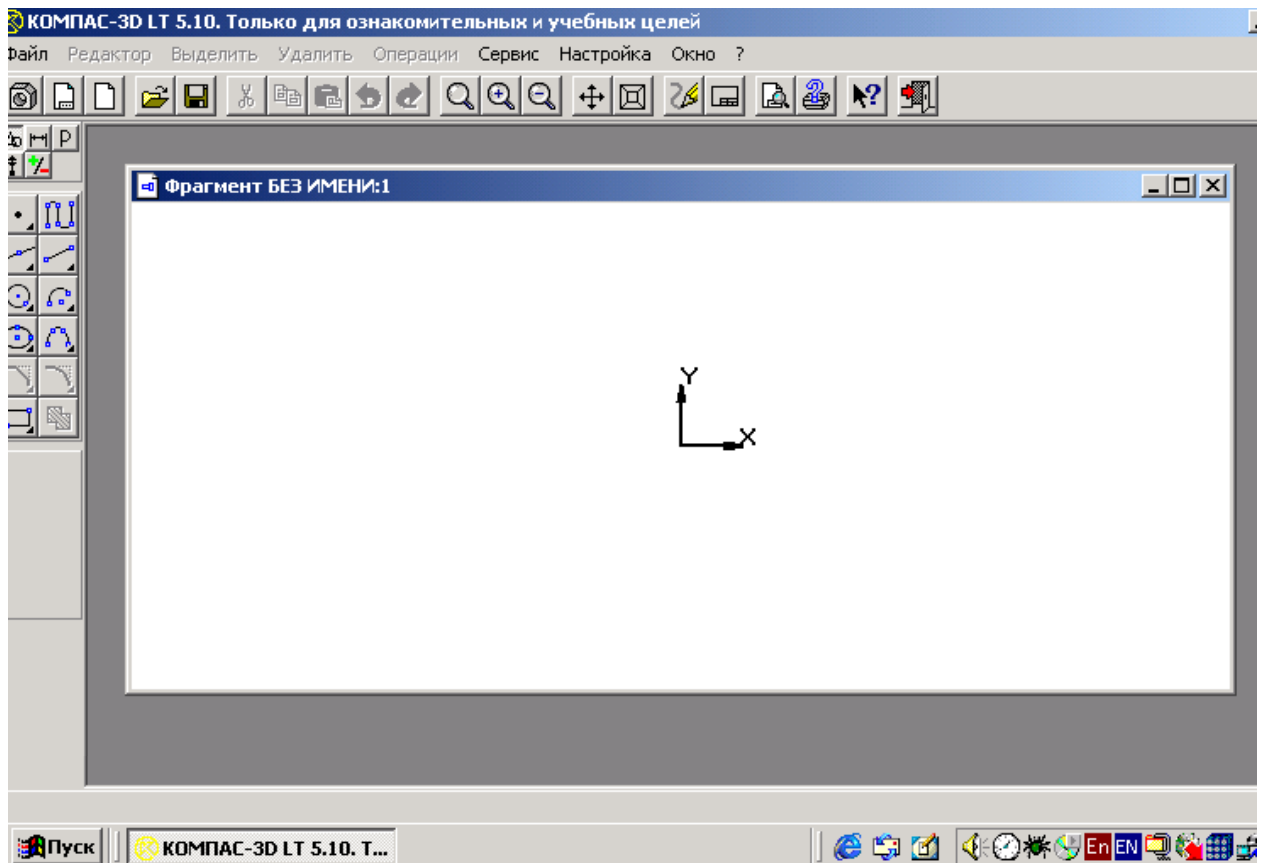 КОМПАС-3D LT 5.10. Только для ознакомительных и учебных целей
Файл Редактор Выделить Удалить Операции Сервис Настройка Окно ?
P
Фрагмент БЕЗ ИМЕНИ:1
Y
X
Пуск КОМПАС-3D LT 5.10. Т... En EN